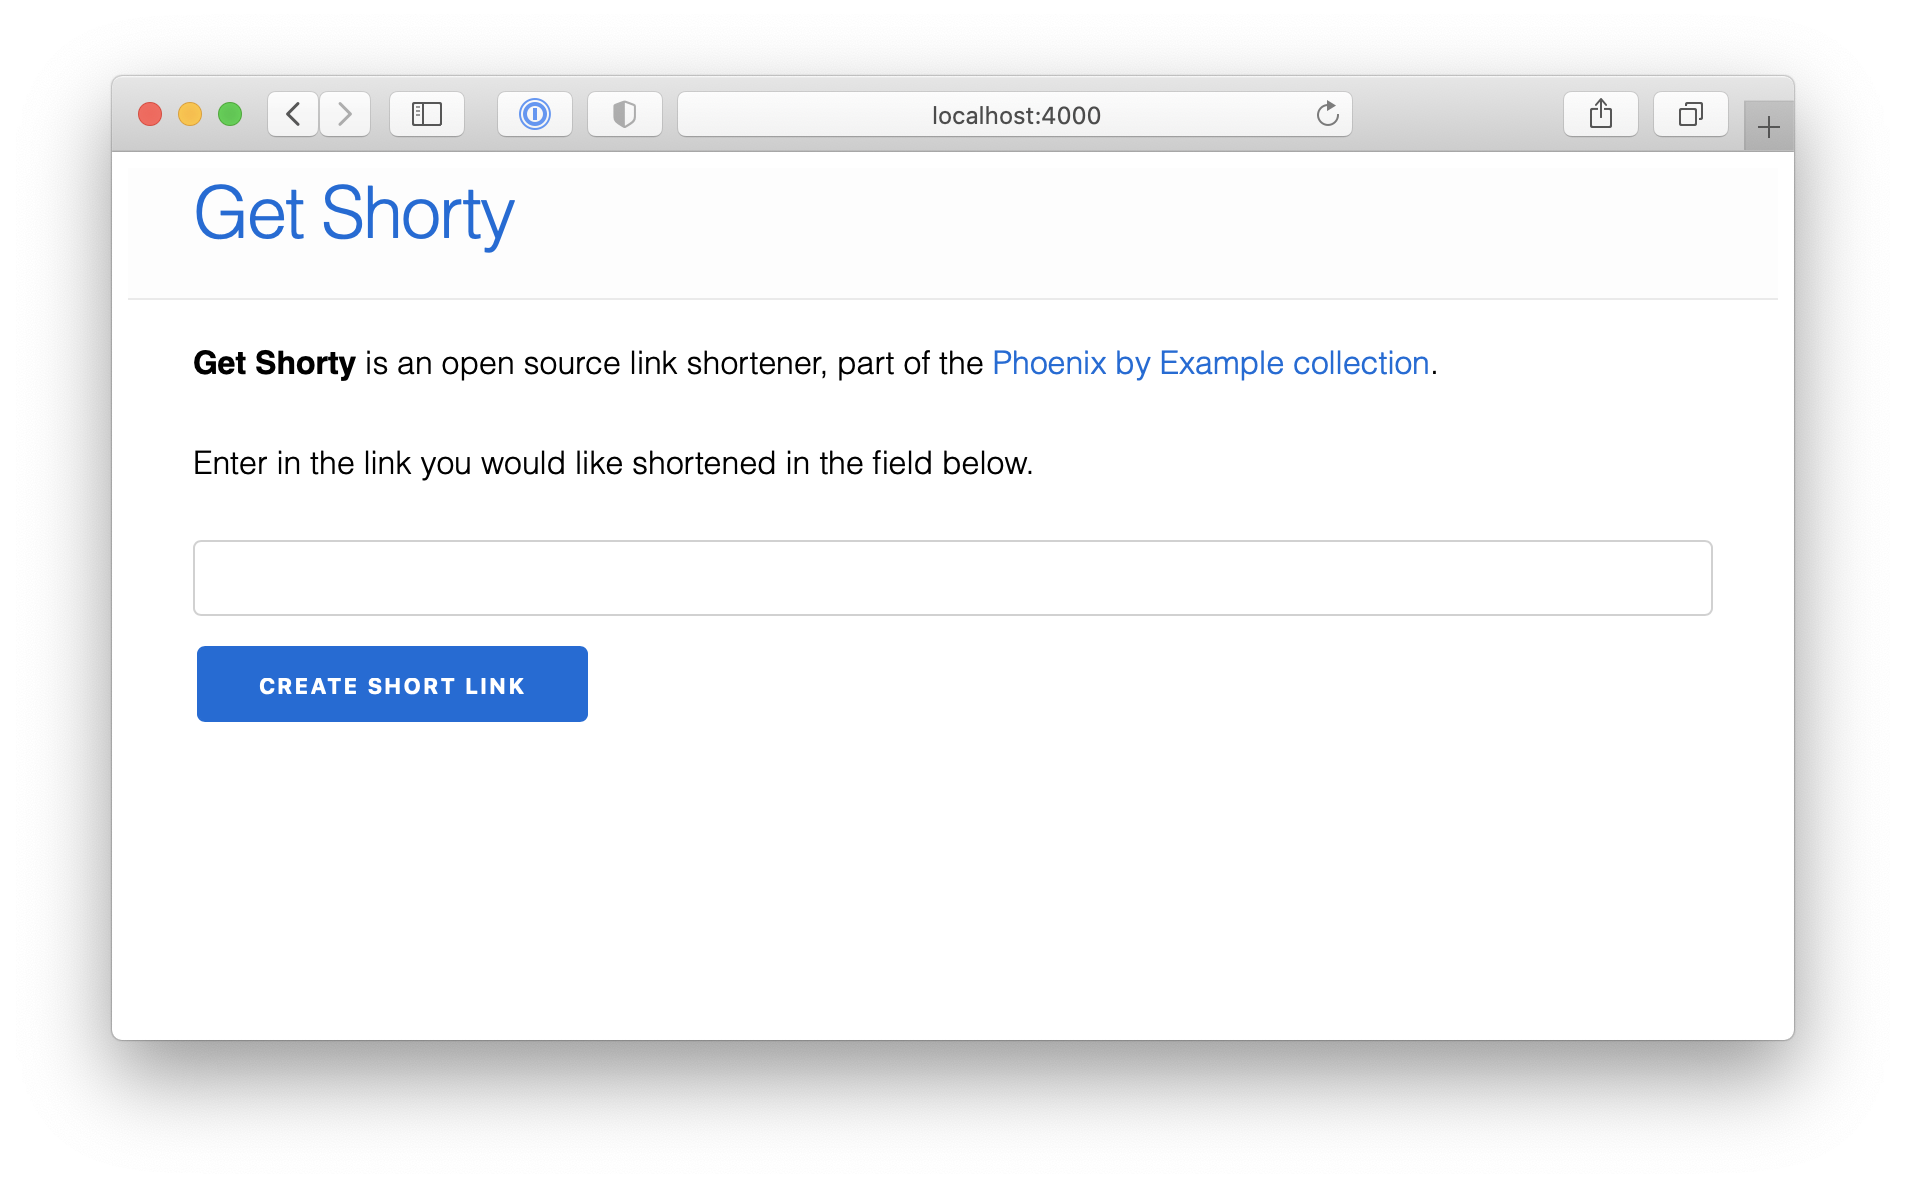 localhost:4000
Get Shorty
Get Shorty is an open source link shortener, part of the Phoenix by Example collection.
Enter in the link you would like shortened in the field below.
CREATE SHORT LINK